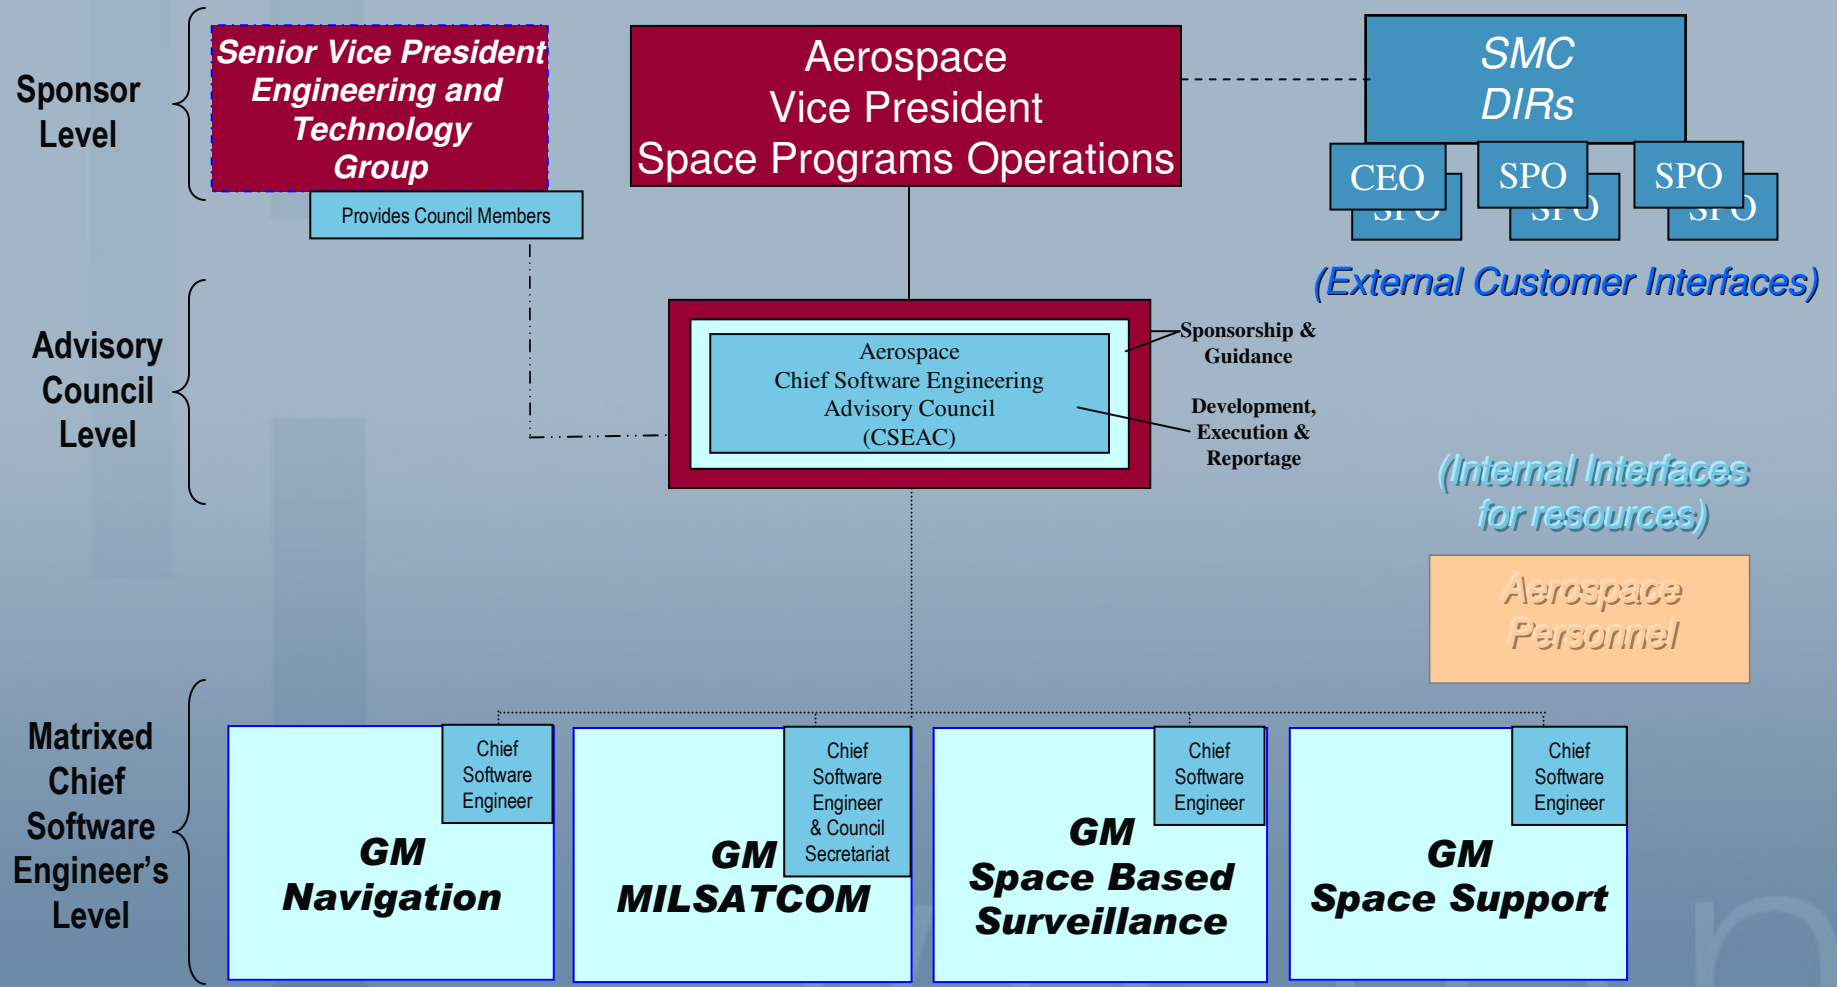 Sponsor
Level
Senior Vice President
Engineering and
Technology
Group
Provides Council Members
Aerospace
Vice President
Space Programs Operations
SMC
DIRs
CEO
SPO
SPO
SPO
SPO
SPO
(External Customer Interfaces)
Advisory
Council
Level
Aerospace
Chief Software Engineering
Advisory Council
(CSEAC)
Sponsorship &
Guidance
Development,
Execution &
Reportage
(Internal Interfaces
for resources)
Aerospace
Personnel
Matrixed
Chief
Software
Engineer’s
Level
Chief
Software
Engineer
GM
Navigation
Chief
Software
Engineer
& Council
Secretariat
GM
MILSATCOM
Chief
Software
Engineer
GM
Space Based
Surveillance
Chief
Software
Engineer
GM
Space Support